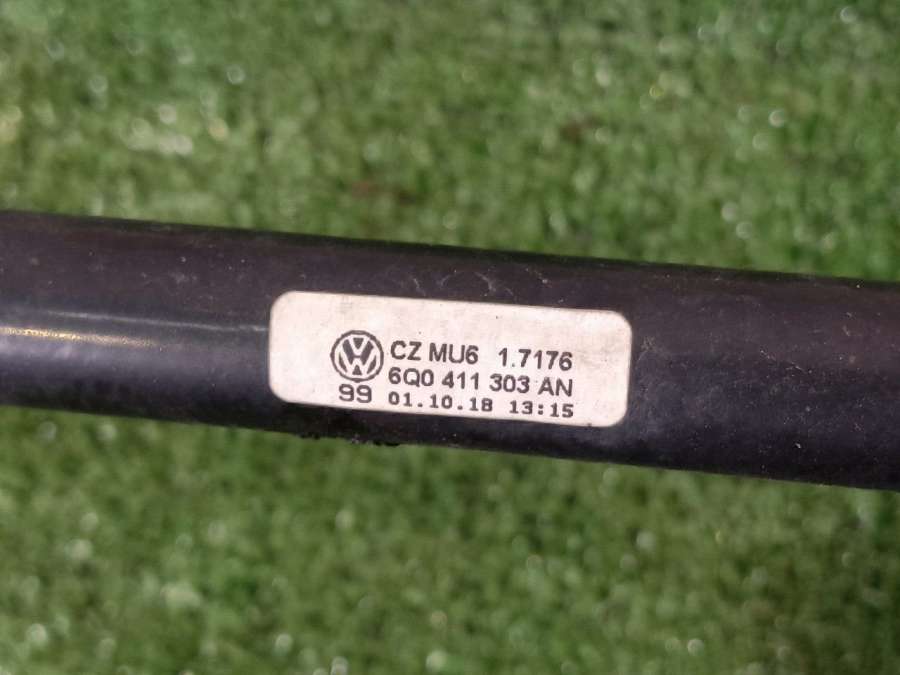 CZ MU6 1.7176
6Q0 411 303 AN
99 01.10.18 13:15